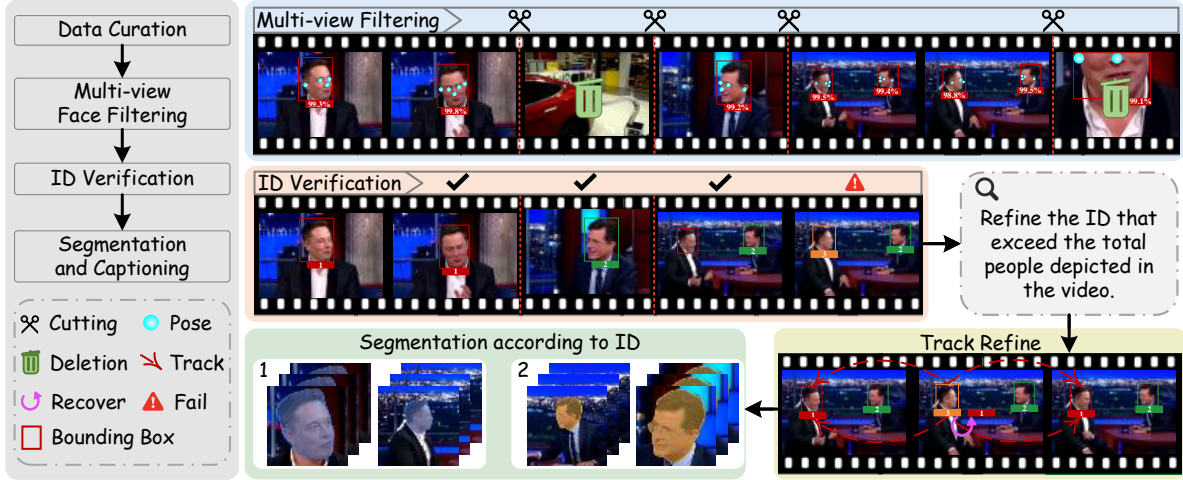 Data Curation
Multi-view
Face Filtering
ID Verification
Segmentation
and Captioning
Cutting
Pose
Deletion
Track
Recover
Fail
Bounding Box
Multi-view Filtering
99.3%
99.8%
99.2%
99.5%
99.4%
98.8%
99.5%
99.1%
ID Verification
1
1
2
2
3
2
Refine the ID that
exceed the total
people depicted in
the video.
Segmentation according to ID
1
2
Track Refine
1
2
3
1
2
1
2